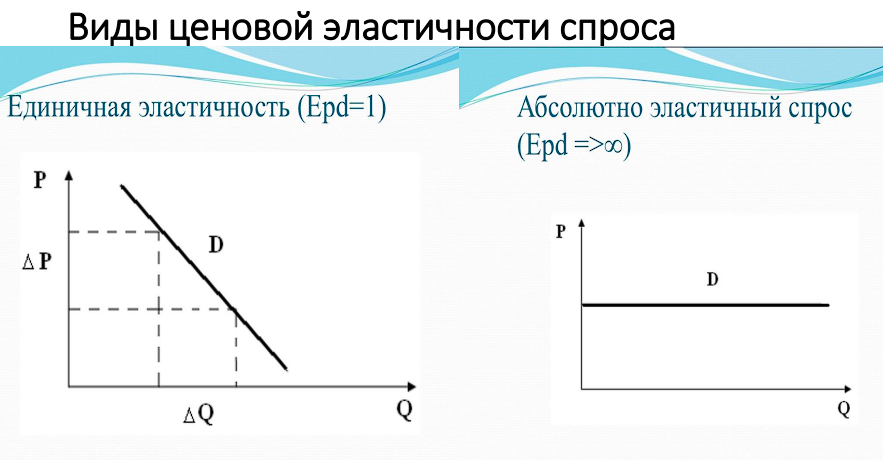 Виды ценовой эластичности спроса
Единичная эластичность (Epd=1)
P
D
△ P
△Q
Q
Абсолютно эластичный спрос
(Epd =>∞)
P
D
Q